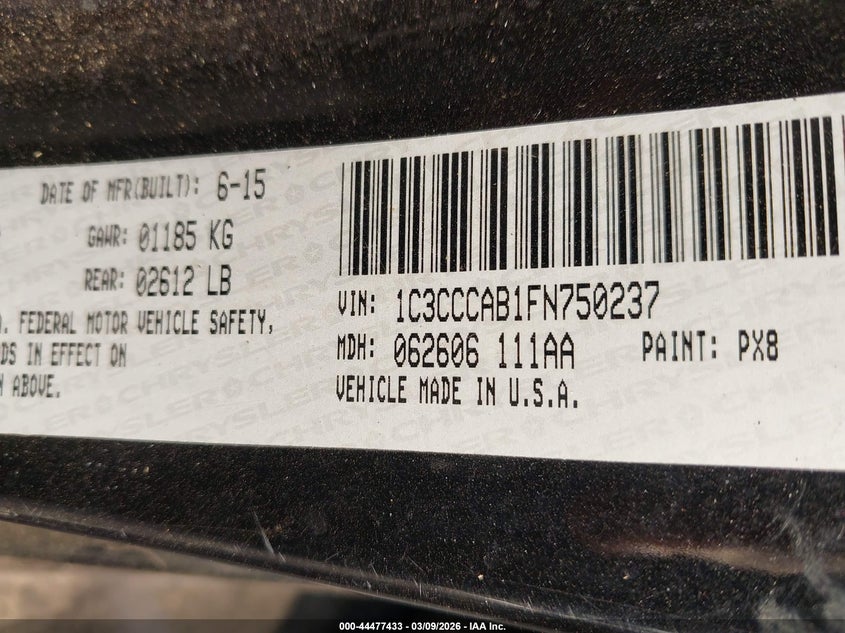 DATE OF MFR(BUILT): 6-15
GAWR: 01185 KG
REAR: 02612 LB
. FEDERAL MOTOR VEHICLE SAFETY,
DS IN EFFECT ON
ABOVE.
VIN: 1C3CCCAB1FN750237
MDH: 062606 111AA PAINT: PX8
VEHICLE MADE IN U.S.A.
000-44477433 - 03/09/2026 - IAA Inc.